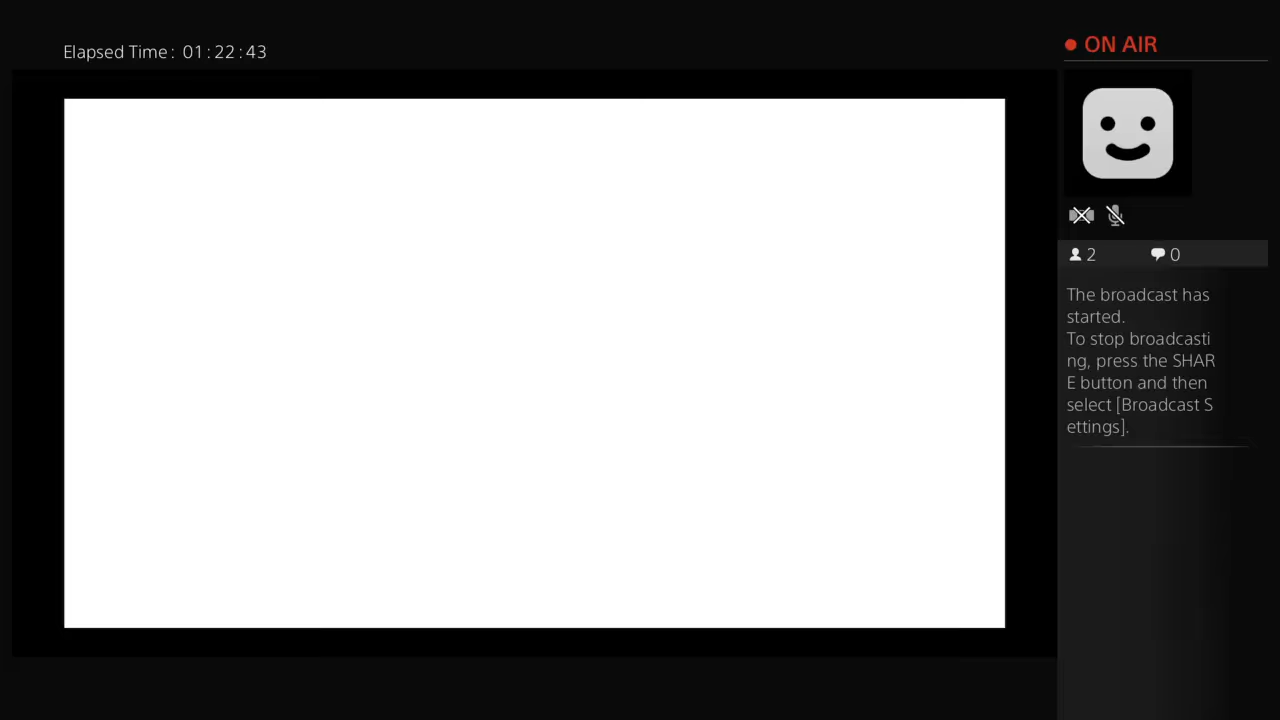 Elapsed Time: 01:22:43
ON AIR
2
0
The broadcast has
started.
To stop broadcasti
ng, press the SHAR
E button and then
select [Broadcast S
ettings].